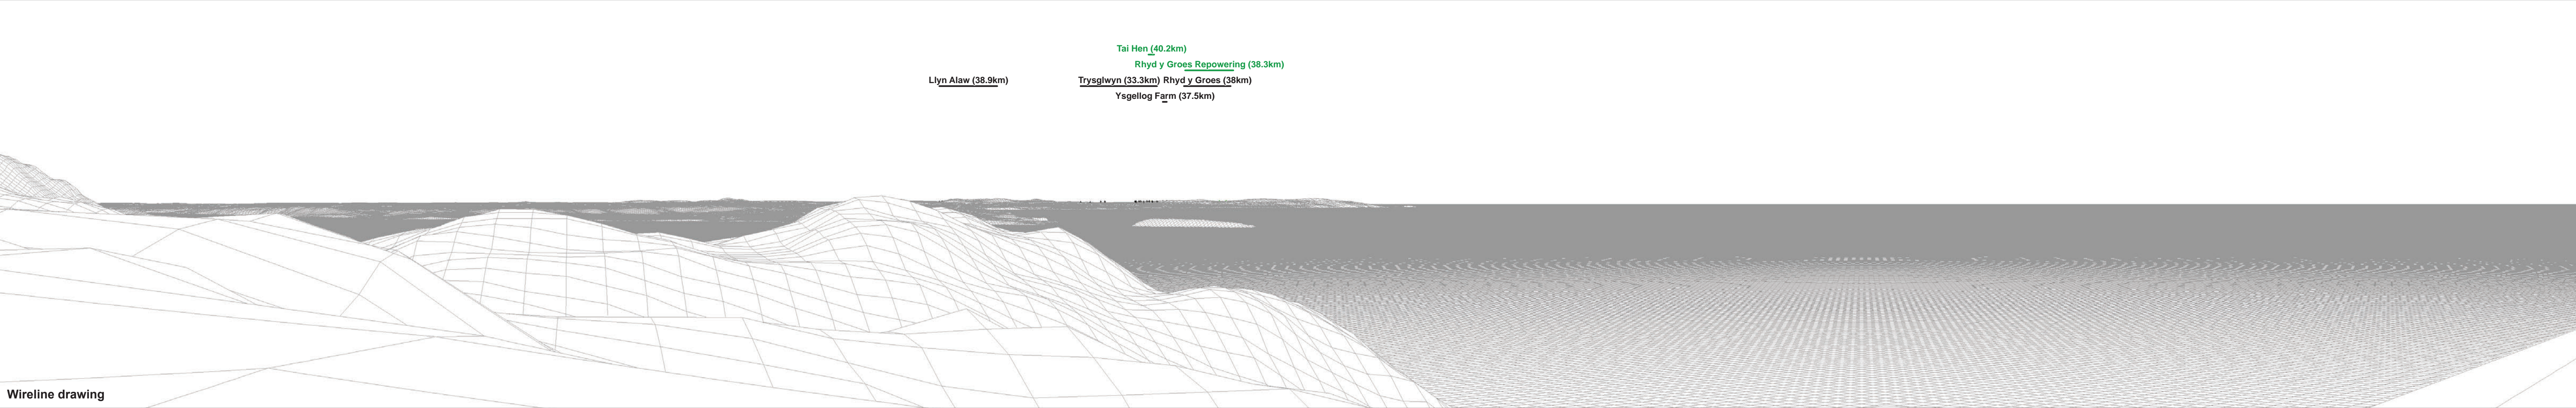 Tai Hen (40.2km)
Rhyd y Groes Repowering (38.3km)
Llyn Alaw (38.9km) Trysglwyn (33.3km) Rhyd y Groes (38km)
Ysgellog Farm (37.5km)
Wireline drawing